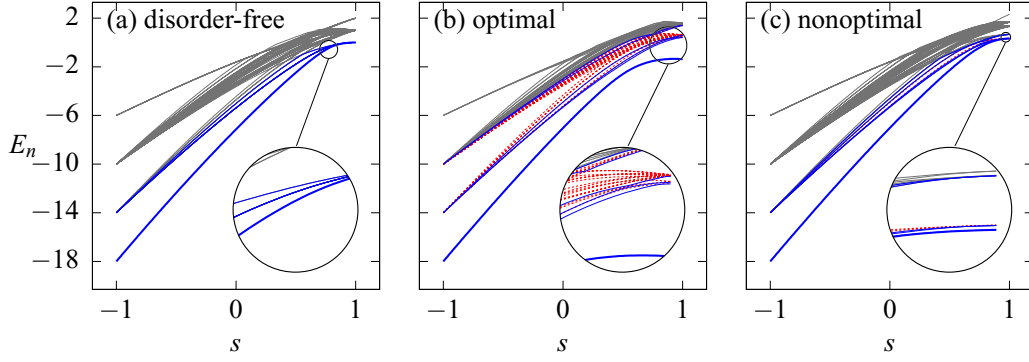 (a) disorder-free (b) optimal (c) nonoptimal
2
−2
−6
E_n −10
−14
−18
−1 0 1 −1 0 1 −1 0 1
s s s